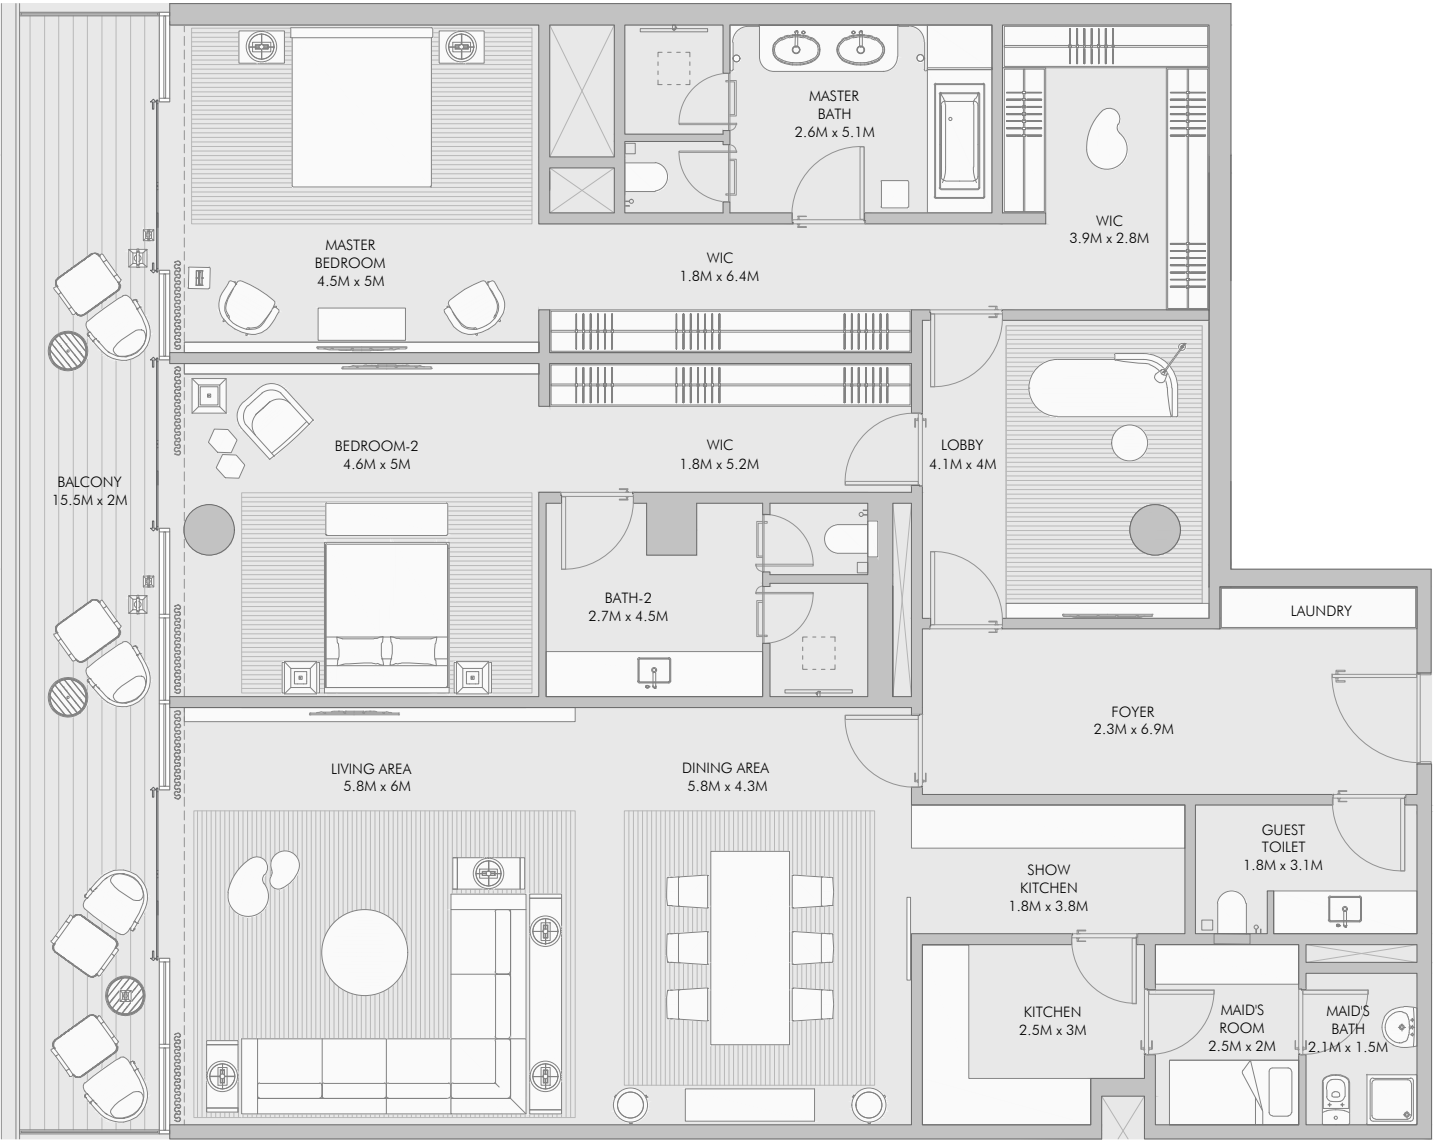 MASTER
BATH
2.6M x 5.1M
WIC
3.9M x 2.8M
MASTER
BEDROOM
4.5M x 5M
WIC
1.8M x 6.4M
BEDROOM-2
4.6M x 5M
WIC
1.8M x 5.2M
LOBBY
4.1M x 4M
BALCONY
15.5M x 2M
BATH-2
2.7M x 4.5M
LAUNDRY
FOYER
2.3M x 6.9M
LIVING AREA
5.8M x 6M
DINING AREA
5.8M x 4.3M
GUEST
TOILET
1.8M x 3.1M
SHOW
KITCHEN
1.8M x 3.8M
KITCHEN
2.5M x 3M
MAID'S
ROOM
2.5M x 2M
MAID'S
BATH
2.1M x 1.5M